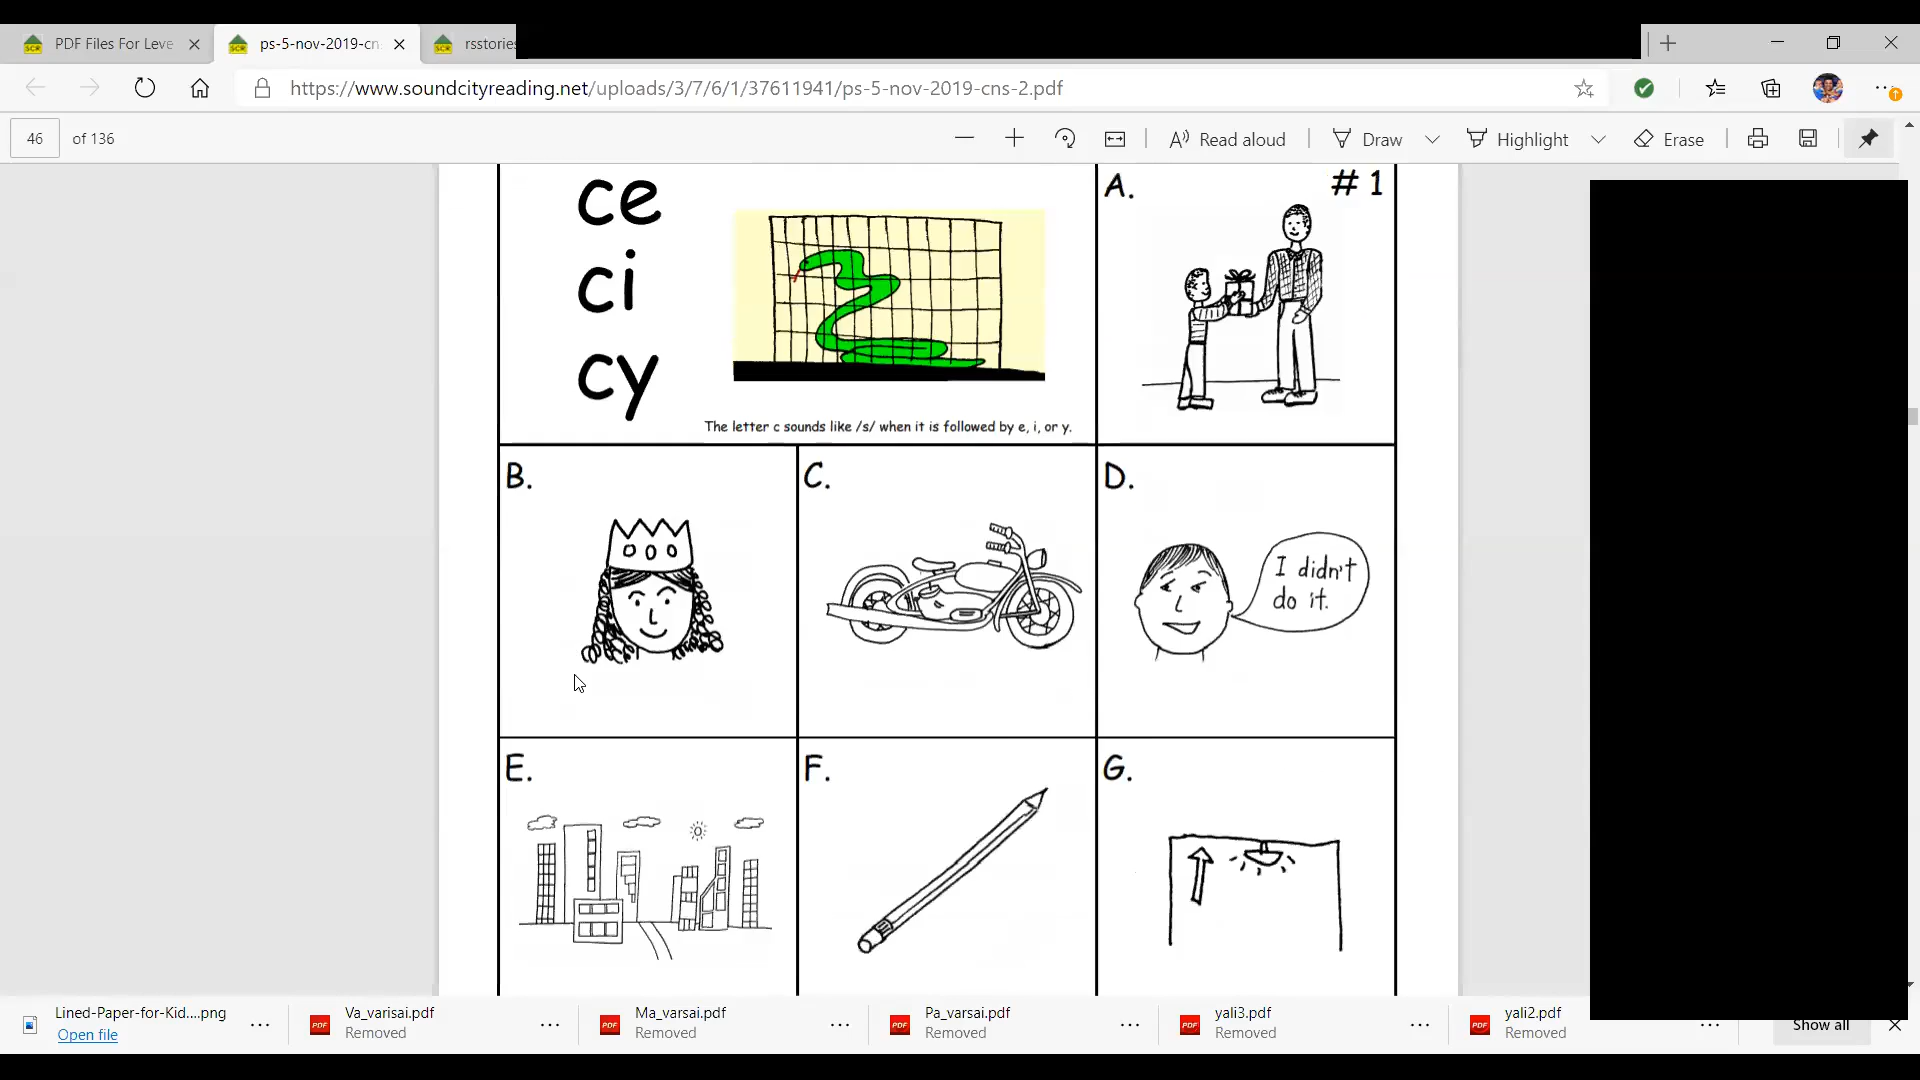 PDF Files For Leve
ps-5-nov-2019-cn
rsstories
https://www.soundcityreading.net/uploads/3/7/6/1/37611941/ps-5-nov-2019-cns-2.pdf
46 of 136
Read aloud
Draw
Highlight
Erase
ce
ci
cy
The letter c sounds like /s/ when it is followed by e, i, or y.
A. # 1
B.
C.
D.
I didn't
do it.
E.
F.
G.
Lined-Paper-for-Kid....png
Open file
Va_varisai.pdf
Removed
Ma_varsai.pdf
Removed
Pa_varsai.pdf
Removed
yali3.pdf
Removed
yali2.pdf
Removed
Show all